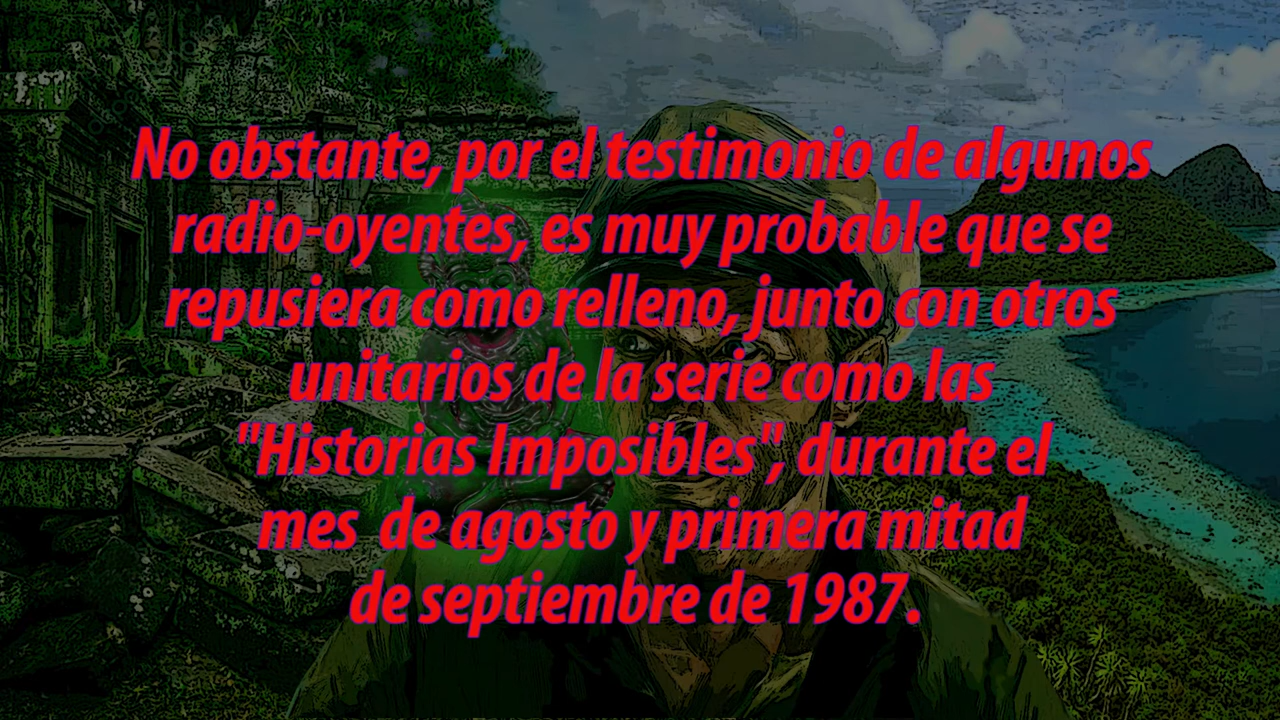 No obstante, por el testimonio de algunos
radio-oyentes, es muy probable que se
repusiera como relleno, junto con otros
unitarios de la serie como las
"Historias Imposibles", durante el
mes de agosto y primera mitad
de septiembre de 1987.